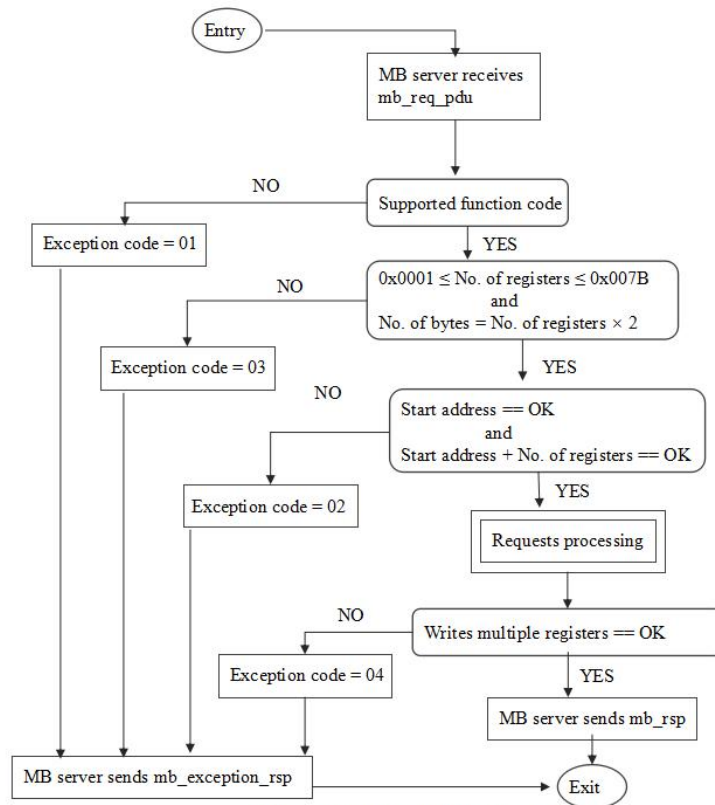 Entry
MB server receives
mb_req_pdu
NO
Supported function code
Exception code = 01
YES
0x0001 ≤ No. of registers ≤ 0x007B
and
No. of bytes = No. of registers × 2
NO
Exception code = 03
YES
NO
Start address == OK
and
Start address + No. of registers == OK
Exception code = 02
YES
Requests processing
NO
Writes multiple registers == OK
Exception code = 04
YES
MB server sends mb_rsp
MB server sends mb_exception_rsp
Exit